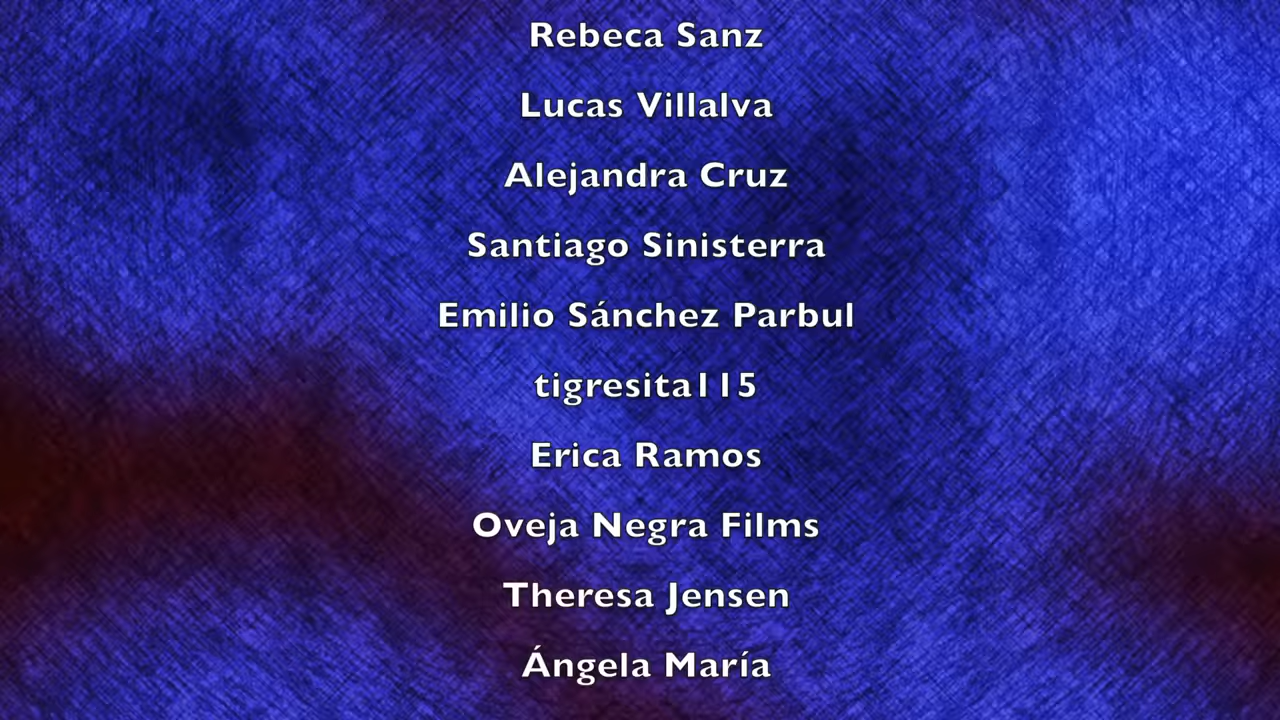 Rebeca Sanz
Lucas Villalva
Alejandra Cruz
Santiago Sinisterra
Emilio Sánchez Parbul
tigresita115
Erica Ramos
Oveja Negra Films
Theresa Jensen
Ángela María